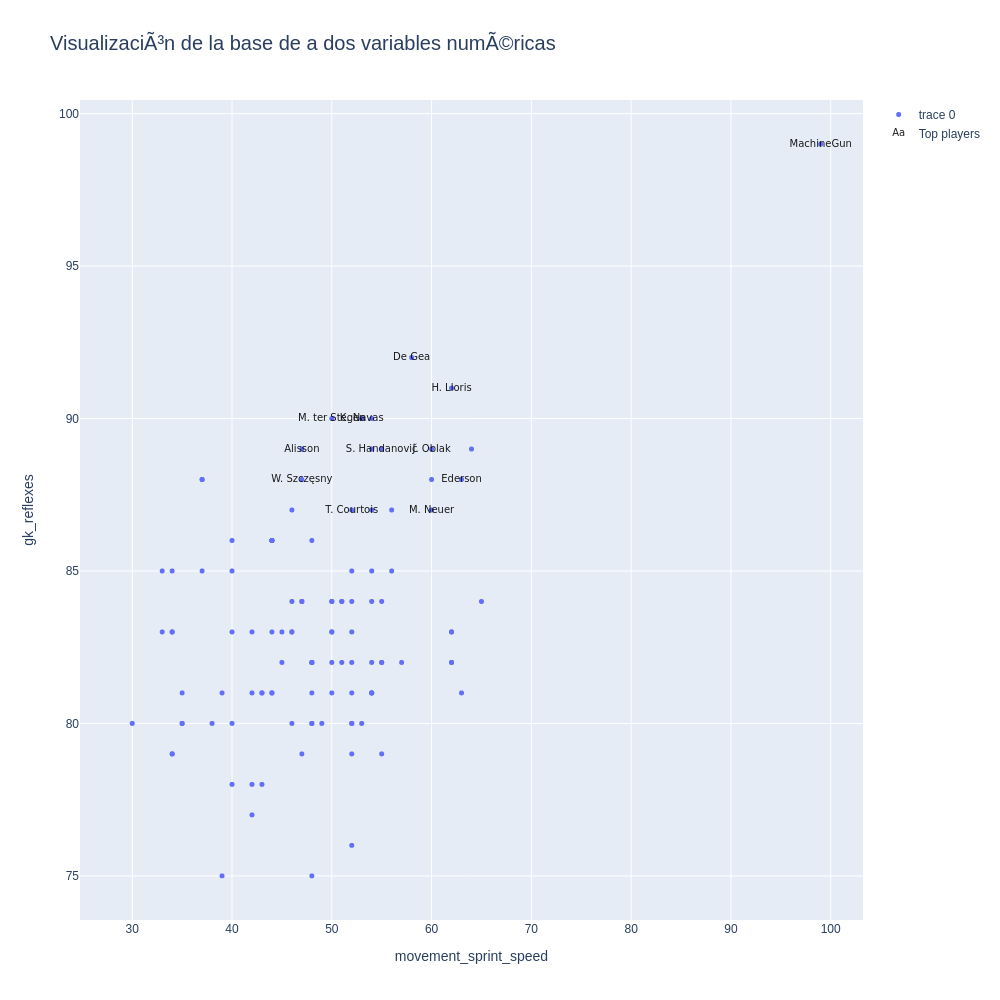 VisualizaciÃ³n de la base de a dos variables numÃ©ricas
trace 0
Aa Top players
100
95
90
85
80
75
gk_reflexes
MachineGun
De Gea
H. Lloris
M. ter Stegen
K. Navas
Alisson
S. Handanovič
J. Oblak
W. Szczęsny
Ederson
T. Courtois
M. Neuer
30 40 50 60 70 80 90 100
movement_sprint_speed